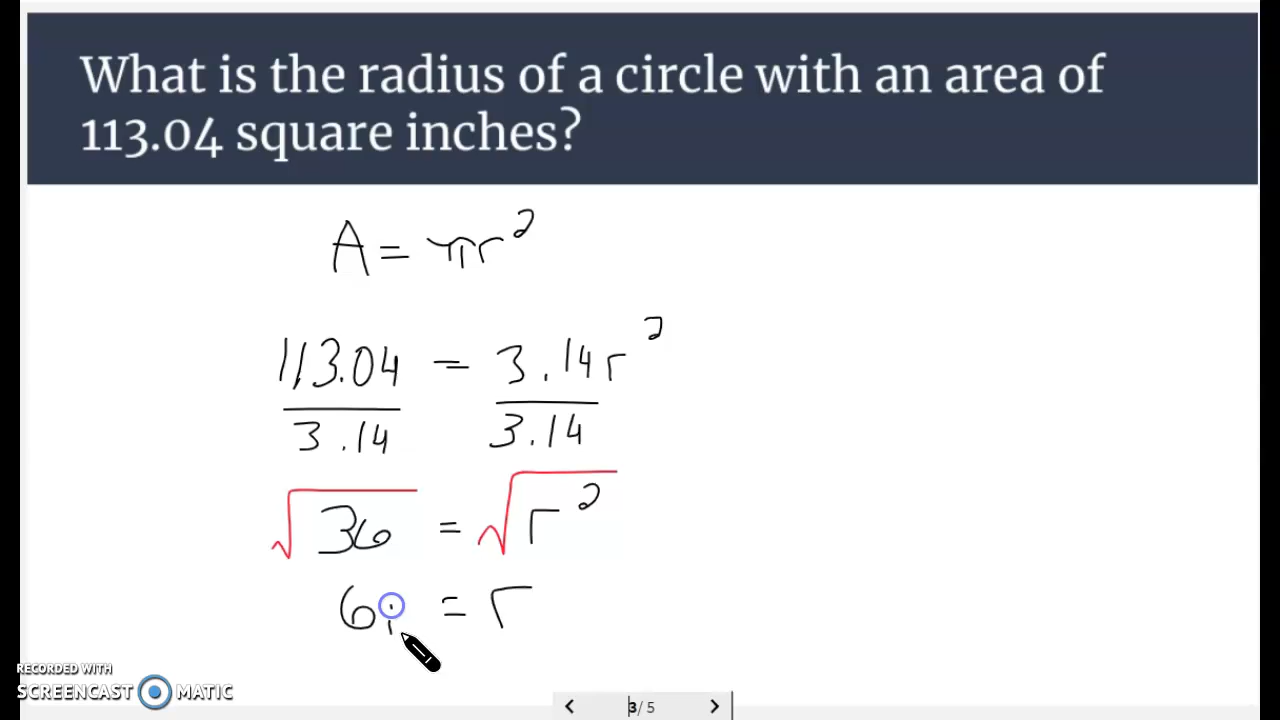 What is the radius of a circle with an area of
113.04 square inches?
A = πr²
113.04 = 3.14r²
3.14 3.14
√36 = √r²
6i = r
RECORDED WITH
SCREENCAST MATIC
3 / 5